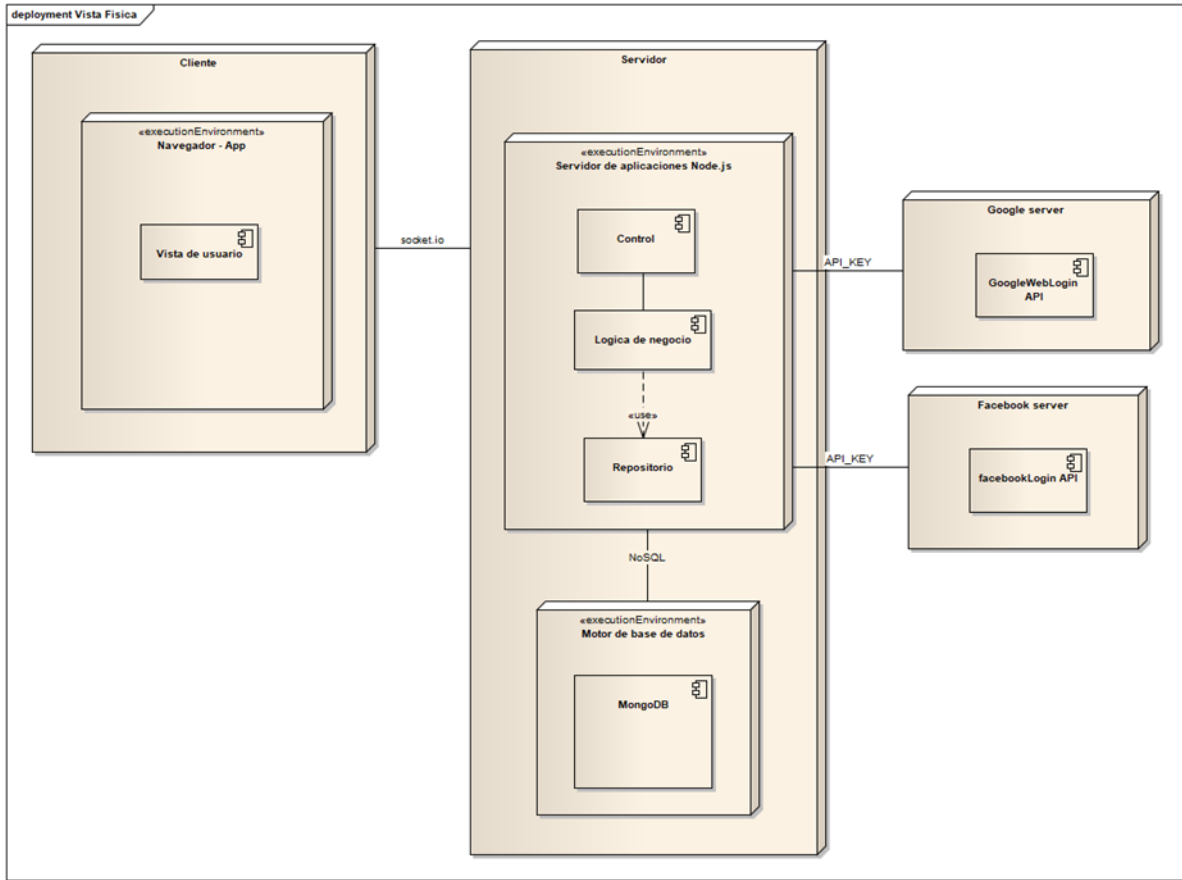 deployment Vista Fisica
Cliente
«executionEnvironment»
Navegador - App
Vista de usuario
socket.io
Servidor
«executionEnvironment»
Servidor de aplicaciones Node.js
Control
Logica de negocio
«use»
Repositorio
NoSQL
«executionEnvironment»
Motor de base de datos
MongoDB
API_KEY
Google server
GoogleWebLogin
API
API_KEY
Facebook server
facebookLogin API